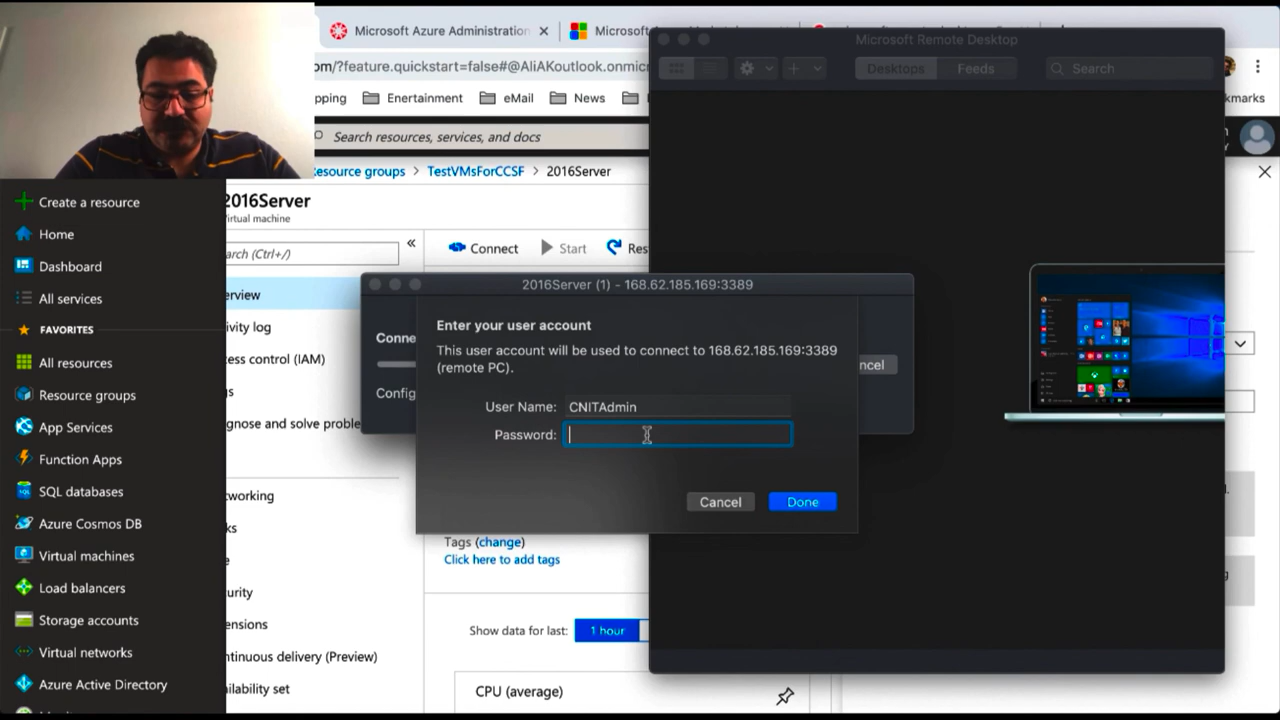 Microsoft Azure Administration
Microsoft Remote Desktop
om/?feature.quickstart=false#@AliAKoutlook.onmic
Desktops
Feeds
Search
pping
Enertainment
eMail
News
kmarks
Search resources, services, and docs
esource groups > TestVMsForCCSF > 2016Server
2016Server
irtual machine
arch (Ctrl+/)
«
Connect
Start
Res
Create a resource
Home
Dashboard
All services
FAVORITES
All resources
Resource groups
App Services
Function Apps
SQL databases
Azure Cosmos DB
Virtual machines
Load balancers
Storage accounts
Virtual networks
Azure Active Directory
erview
ivity log
cess control (IAM)
gs
gnose and solve proble
tworking
ks
urity
ensions
ntinuous delivery (Preview)
ilability set
2016Server (1) - 168.62.185.169:3389
Conne
ncel
Config
Enter your user account
This user account will be used to connect to 168.62.185.169:3389
(remote PC).
User Name: CNITAdmin
Password:
Cancel
Done
Tags (change)
Click here to add tags
Show data for last:
1 hour
CPU (average)